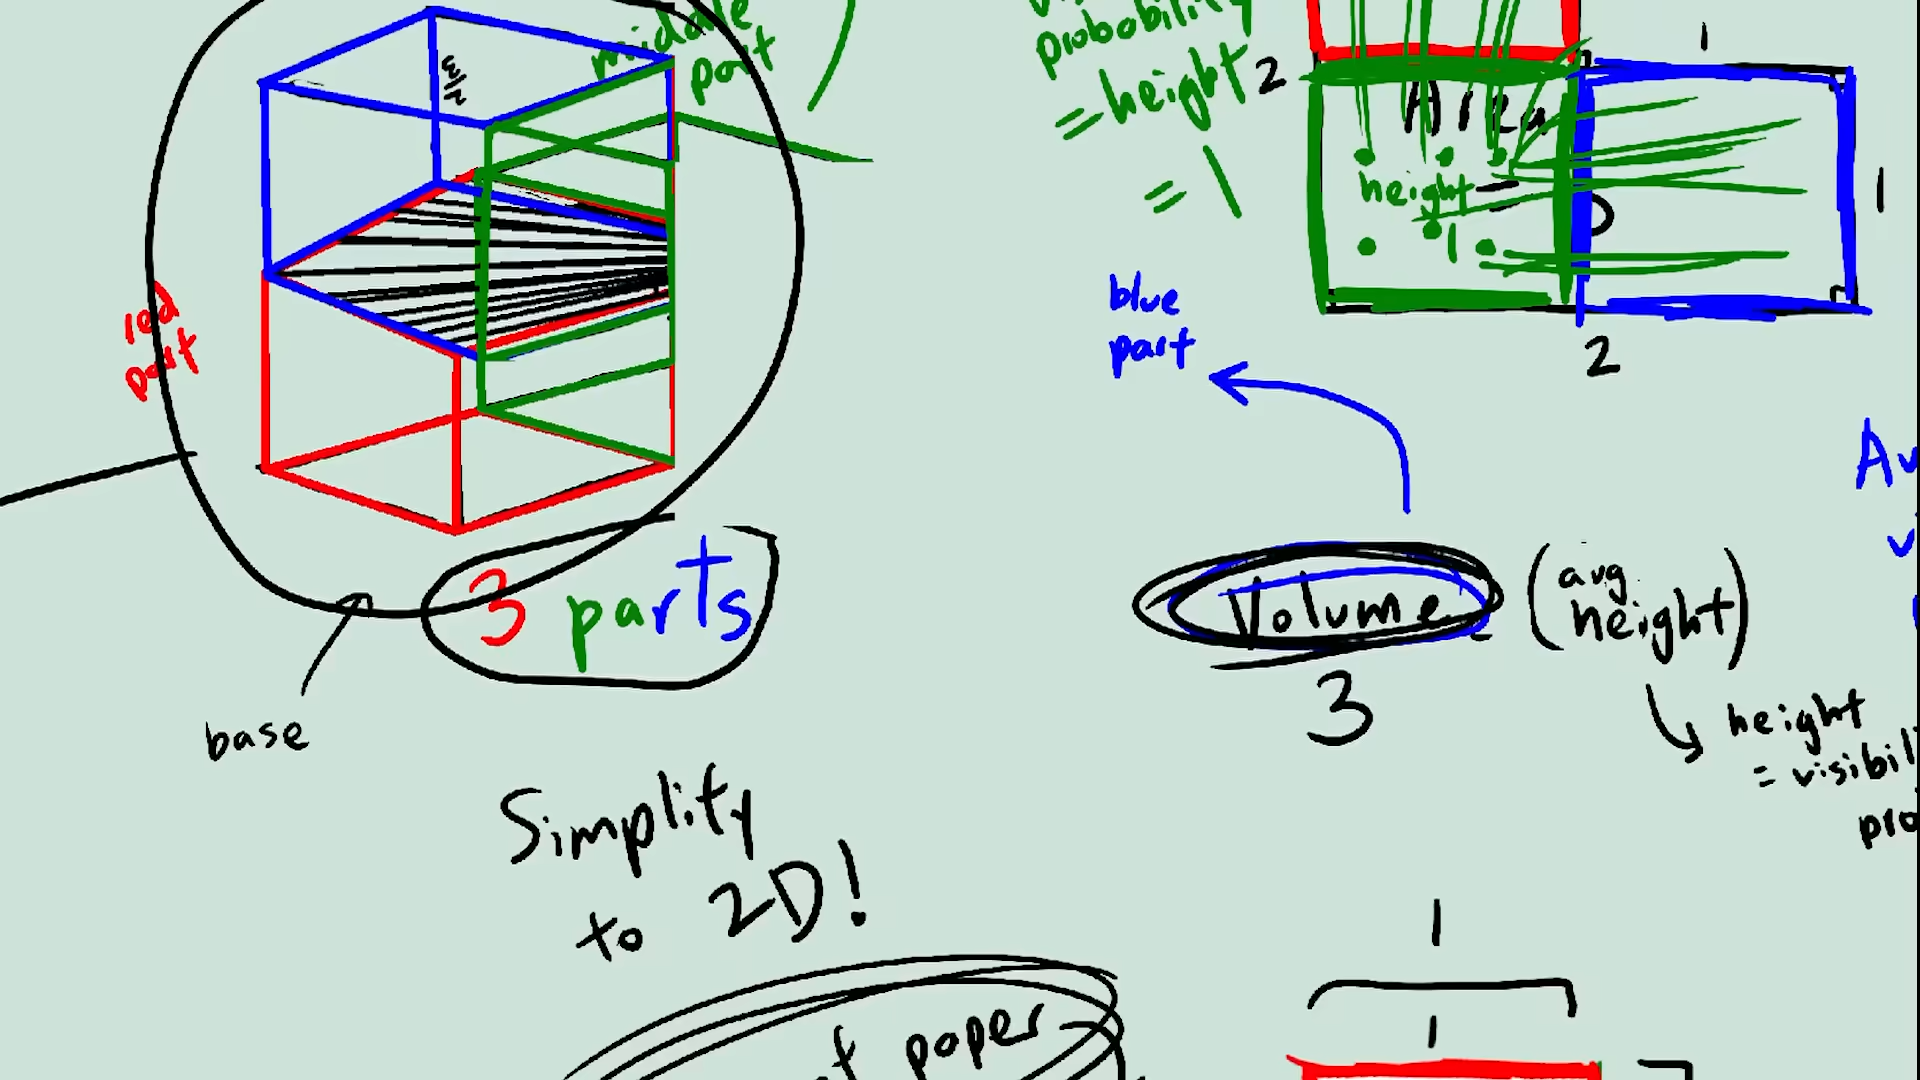 middle
part
probability
= height
= 1
2
1
Area
height
1
1
2
red
part
blue
part
3 parts
base
Volume
(avg
height)
3
height
Simplify
to 2D!
1
1
paper